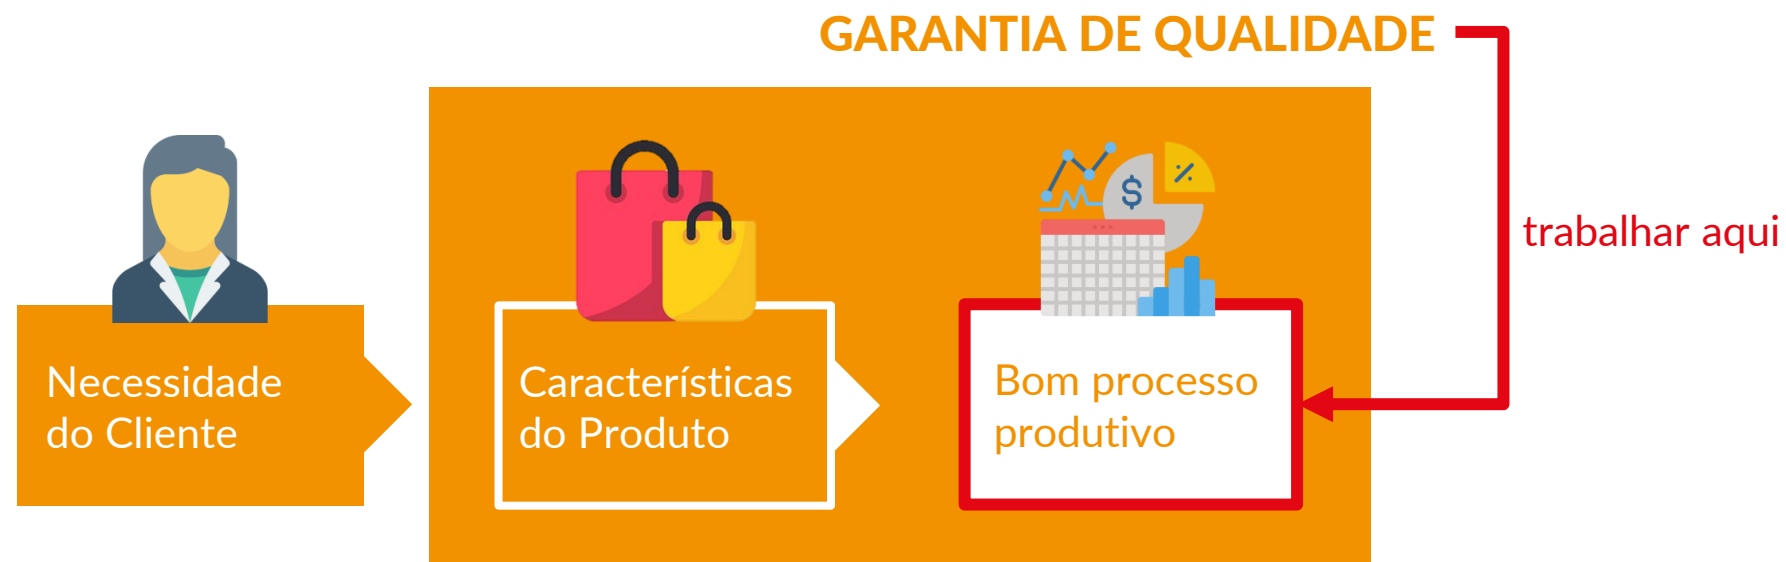 GARANTIA DE QUALIDADE
trabalhar aqui
$
%
Necessidade
do Cliente
Características
do Produto
Bom processo
produtivo